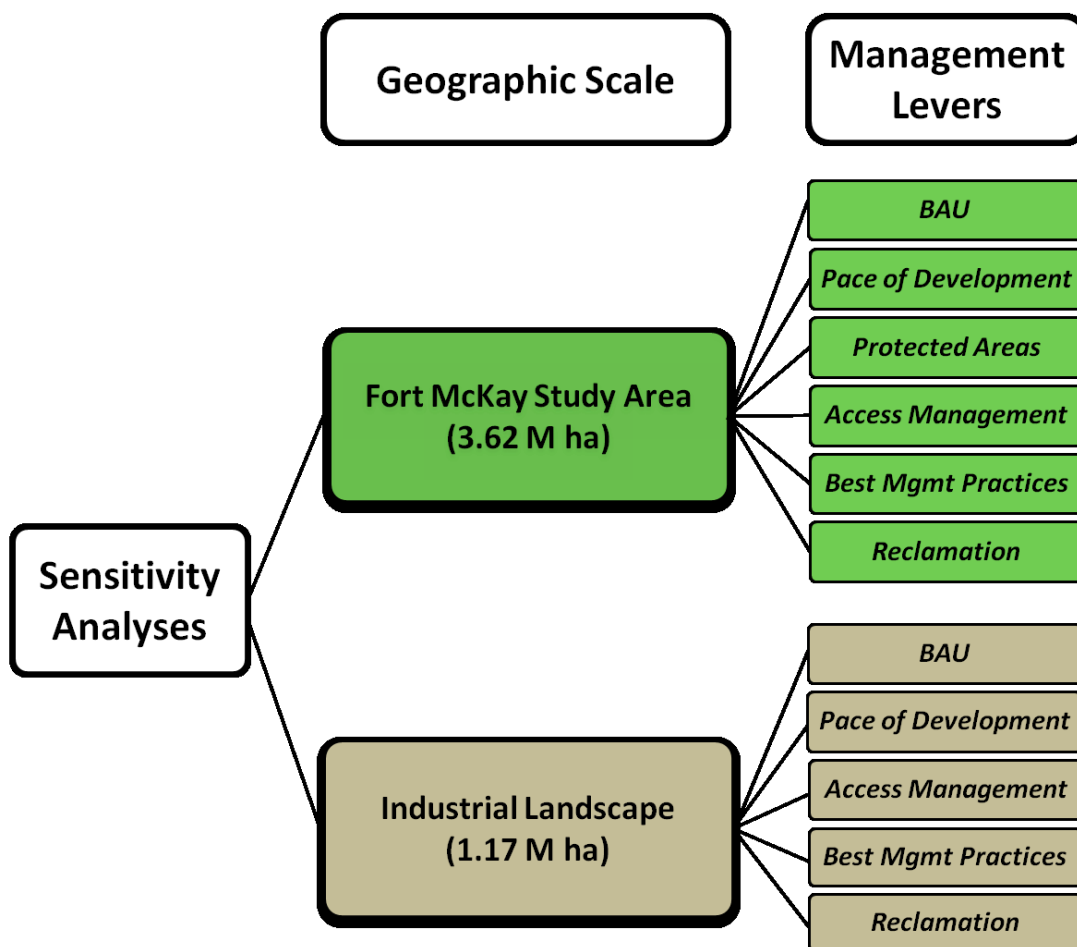 Geographic Scale
Management
Levers
BAU
Pace of Development
Protected Areas
Fort McKay Study Area
(3.62 M ha)
Access Management
Best Mgmt Practices
Reclamation
Sensitivity
Analyses
BAU
Pace of Development
Industrial Landscape
(1.17 M ha)
Access Management
Best Mgmt Practices
Reclamation